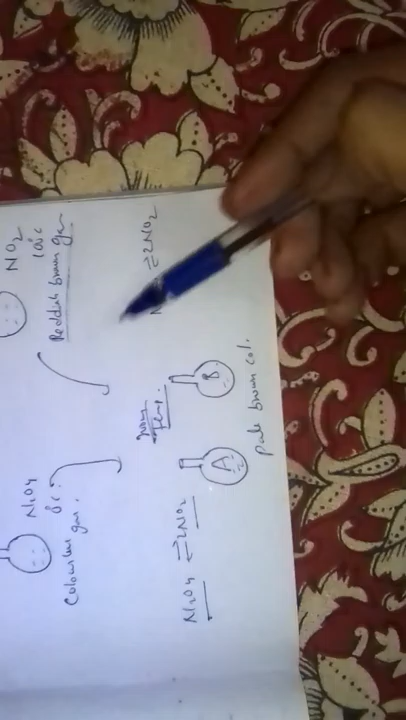 N2O4
0°C
Colourless gas.
NO2
100°C
Reddish brown gas
Room
Temp.
A
B
N2O4 ⇌ 2NO2
⇌ 2NO2
Pale brown col.